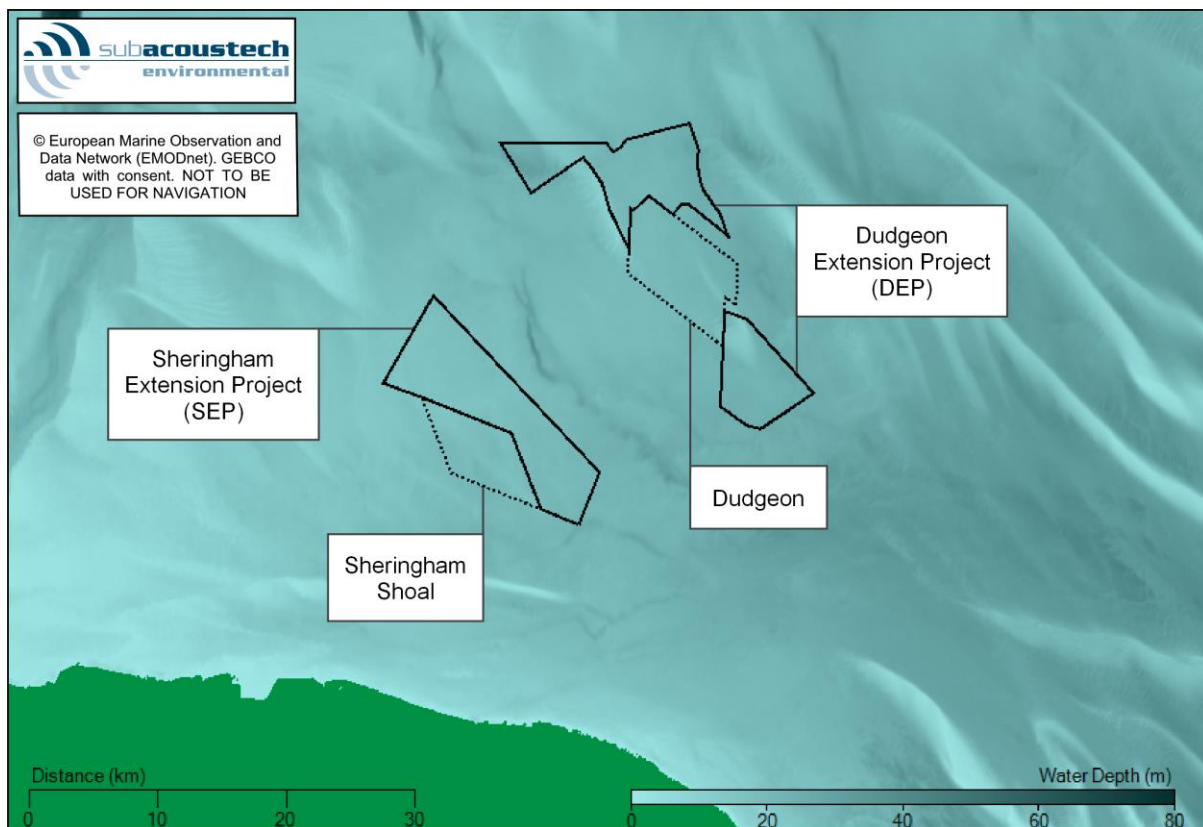 subacoustech
environmental
© European Marine Observation and
Data Network (EMODnet). GEBCO
data with consent. NOT TO BE
USED FOR NAVIGATION
Dudgeon
Extension Project
(DEP)
Sheringham
Extension Project
(SEP)
Dudgeon
Sheringham
Shoal
Distance (km)
0 10 20 30
Water Depth (m)
0 20 40 60 80